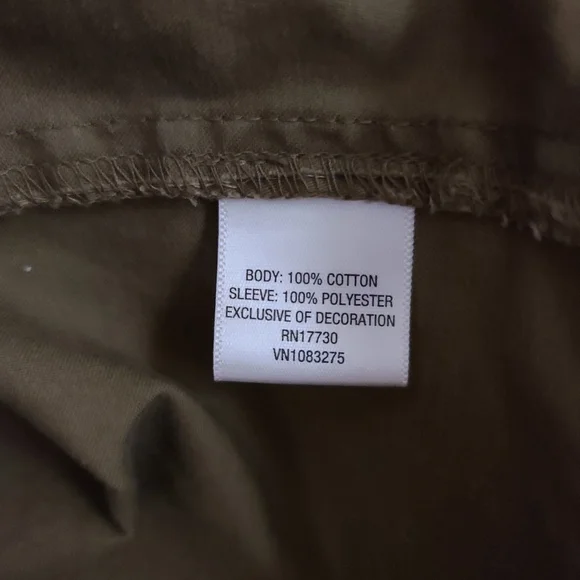 BODY: 100% COTTON
SLEEVE: 100% POLYESTER
EXCLUSIVE OF DECORATION
RN17730
VN1083275